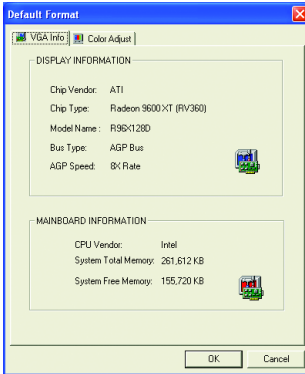 Default Format
VGA Info Color Adjust
DISPLAY INFORMATION
Chip Vendor: ATI
Chip Type: Radeon 9600 XT (RV360)
Model Name : R96X128D
Bus Type: AGP Bus
AGP Speed: 8X Rate
MAINBOARD INFORMATION
CPU Vendor: Intel
System Total Memory: 261,612 KB
System Free Memory: 155,720 KB
OK Cancel